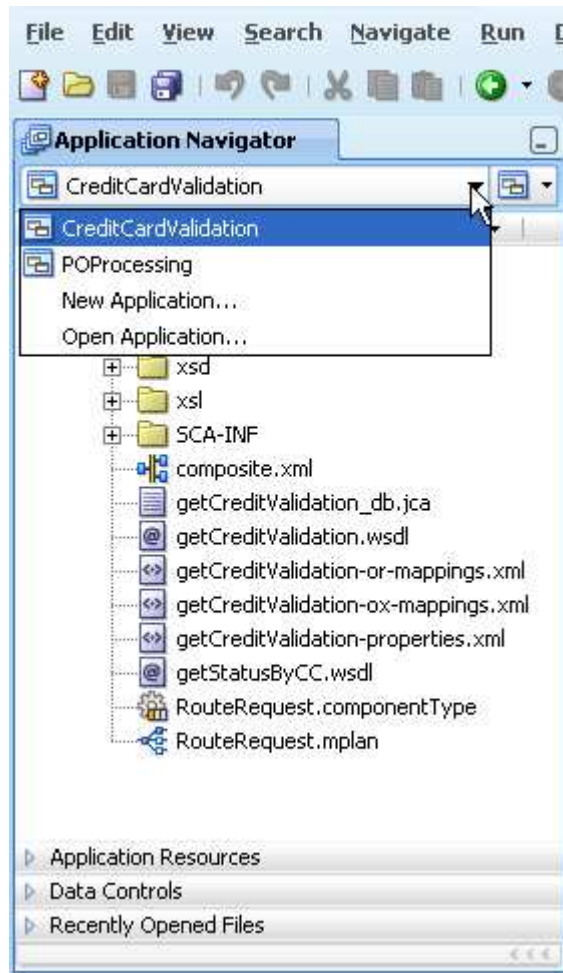 File Edit View Search Navigate Run
Application Navigator
CreditCardValidation
CreditCardValidation
POProcessing
New Application...
Open Application...
xsd
xsl
SCA-INF
composite.xml
getCreditValidation_db.jca
getCreditValidation.wsdl
getCreditValidation-or-mappings.xml
getCreditValidation-ox-mappings.xml
getCreditValidation-properties.xml
getStatusByCC.wsdl
RouteRequest.componentType
RouteRequest.mplan
Application Resources
Data Controls
Recently Opened Files